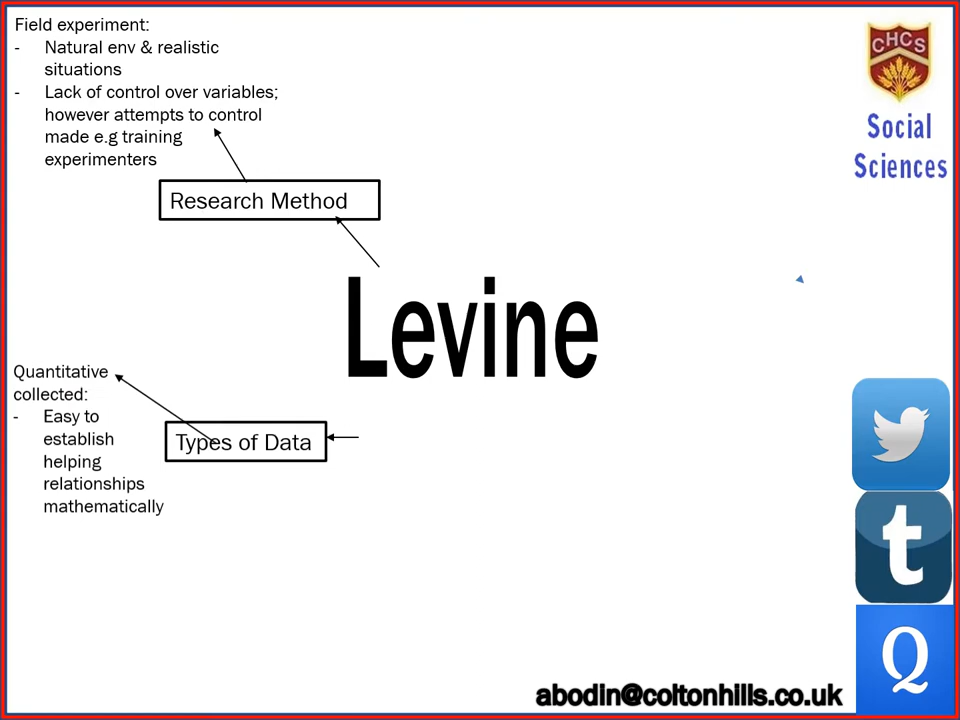 Field experiment:
- Natural env & realistic
situations
- Lack of control over variables;
however attempts to control
made e.g training
experimenters
CHCS
Social
Sciences
Research Method
Levine
Quantitative
collected:
- Easy to
establish
helping
relationships
mathematically
Types of Data
t
Q
abodin@coltonhills.co.uk